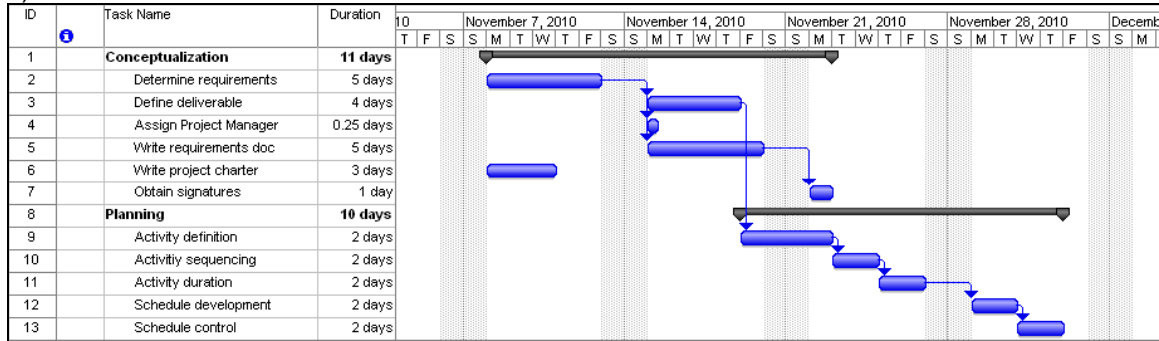 ID Task Name Duration 10 November 7, 2010 November 14, 2010 November 21, 2010 November 28, 2010 Decemb
T F S S M T W T F S S M T W T F S S M T W T F S S M T W T F S S M
1 Conceptualization 11 days
2 Determine requirements 5 days
3 Define deliverable 4 days
4 Assign Project Manager 0.25 days
5 Write requirements doc 5 days
6 Write project charter 3 days
7 Obtain signatures 1 day
8 Planning 10 days
9 Activity definition 2 days
10 Activitiy sequencing 2 days
11 Activity duration 2 days
12 Schedule development 2 days
13 Schedule control 2 days